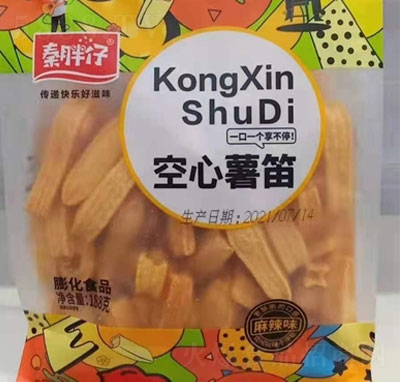 秦胖仔
传递快乐好滋味
KongXin
ShuDi
一口一个享不停!
空心薯笛
生产日期: 2021/07/14
膨化食品
净含量:188克
麻辣味